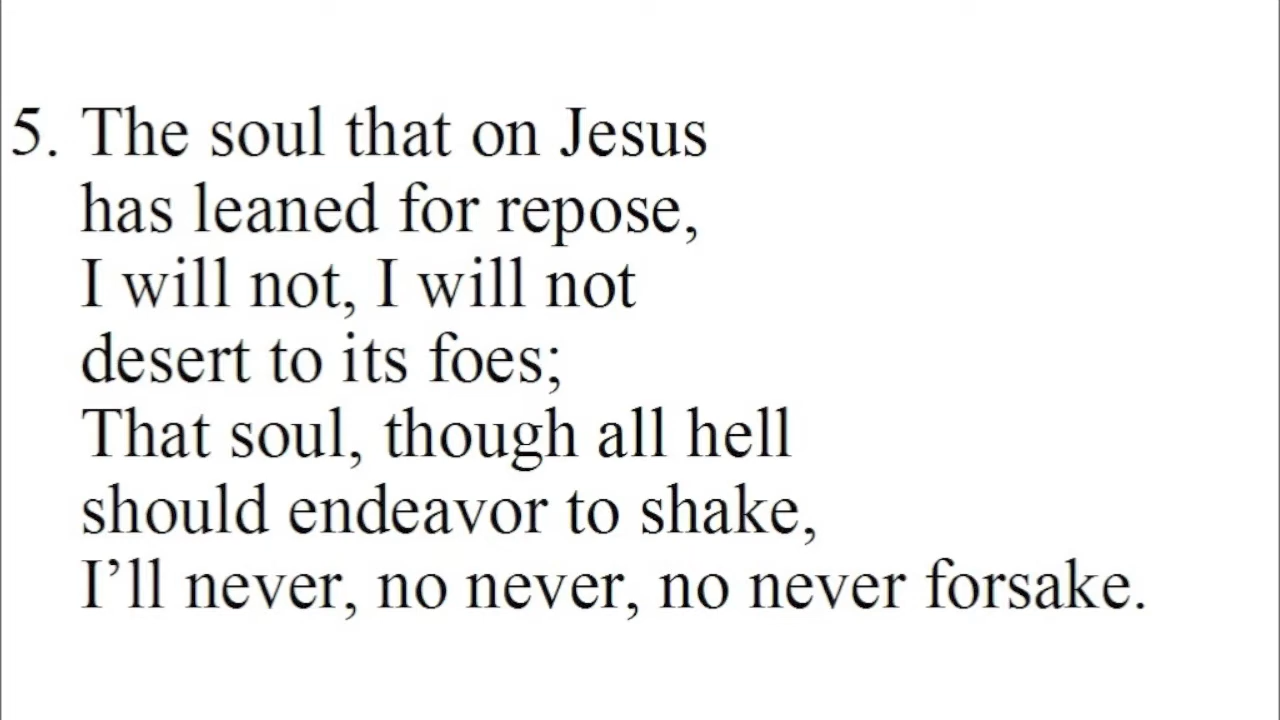 5. The soul that on Jesus
has leaned for repose,
I will not, I will not
desert to its foes;
That soul, though all hell
should endeavor to shake,
I’ll never, no never, no never forsake.